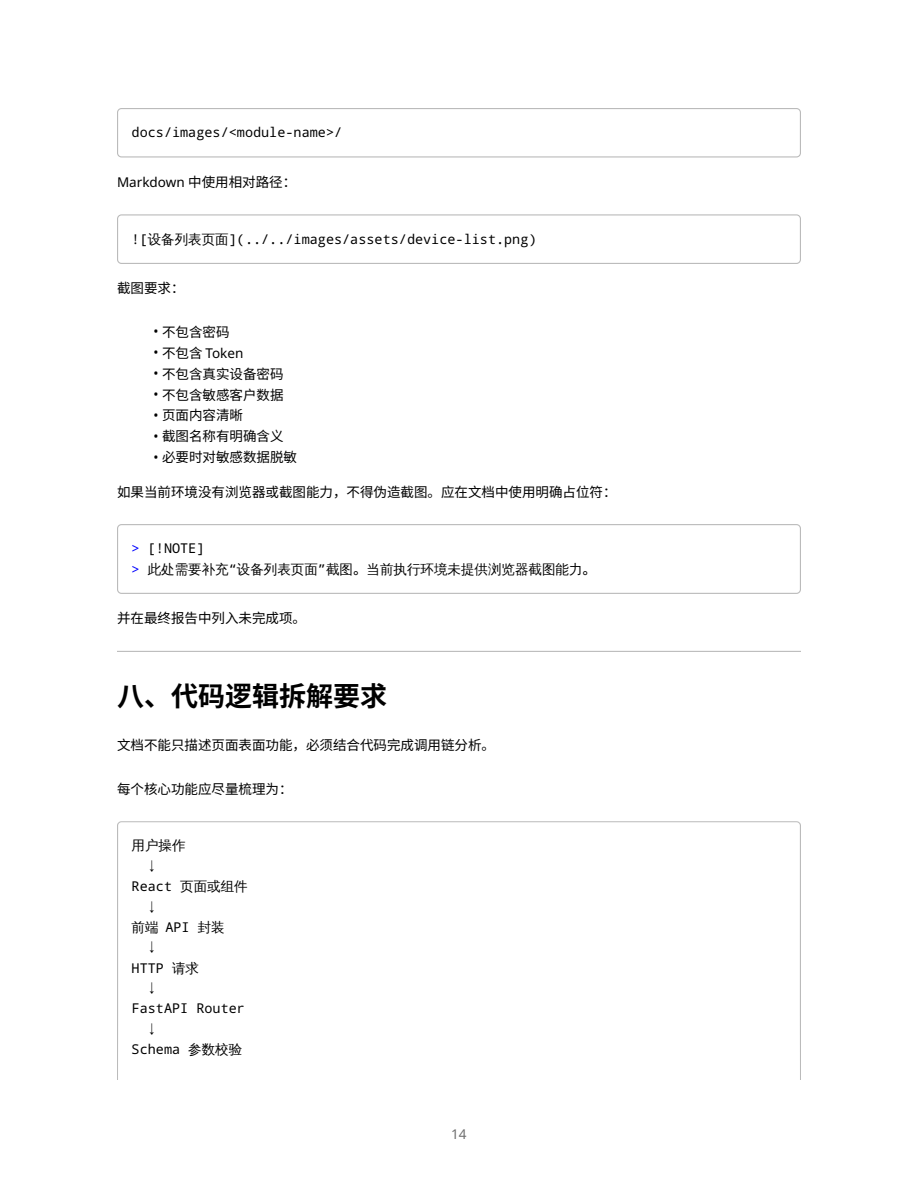 docs/images/<module-name>/
Markdown 中使用相对路径：
![设备列表页面](../../images/assets/device-list.png)
截图要求：
• 不包含密码
• 不包含 Token
• 不包含真实设备密码
• 不包含敏感客户数据
• 页面内容清晰
• 截图名称有明确含义
• 必要时对敏感数据脱敏
如果当前环境没有浏览器或截图能力，不得伪造截图。应在文档中使用明确占位符：
> [!NOTE]
> 此处需要补充“设备列表页面”截图。当前执行环境未提供浏览器截图能力。
并在最终报告中列入未完成项。
八、代码逻辑拆解要求
文档不能只描述页面表面功能，必须结合代码完成调用链分析。
每个核心功能应尽量梳理为：
用户操作
↓
React 页面或组件
↓
前端 API 封装
↓
HTTP 请求
↓
FastAPI Router
↓
Schema 参数校验
14